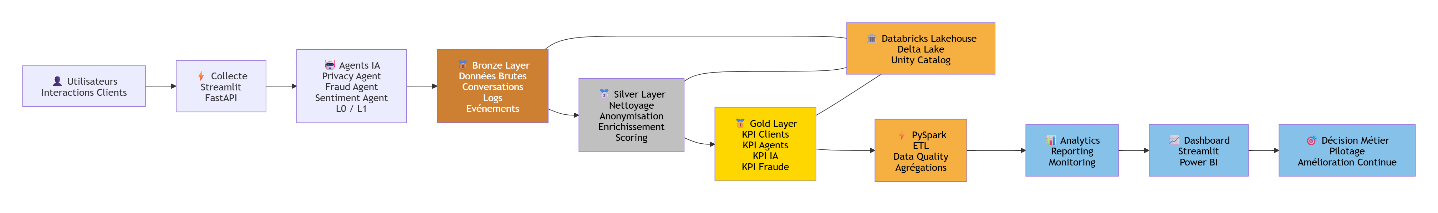 👤 Utilisateurs
Interactions Clients
⚡ Collecte
Streamlit
FastAPI
🤖 Agents IA
Privacy Agent
Fraud Agent
Sentiment Agent
L0 / L1
🥉 Bronze Layer
Données Brutes
Conversations
Logs
Evénements
🥈 Silver Layer
Nettoyage
Anonymisation
Enrichissement
Scoring
🥇 Gold Layer
KPI Clients
KPI Agents
KPI IA
KPI Fraude
🏛 Databricks Lakehouse
Delta Lake
Unity Catalog
⚡ PySpark
ETL
Data Quality
Agrégations
📊 Analytics
Reporting
Monitoring
📈 Dashboard
Streamlit
Power BI
🎯 Décision Métier
Pilotage
Amélioration Continue